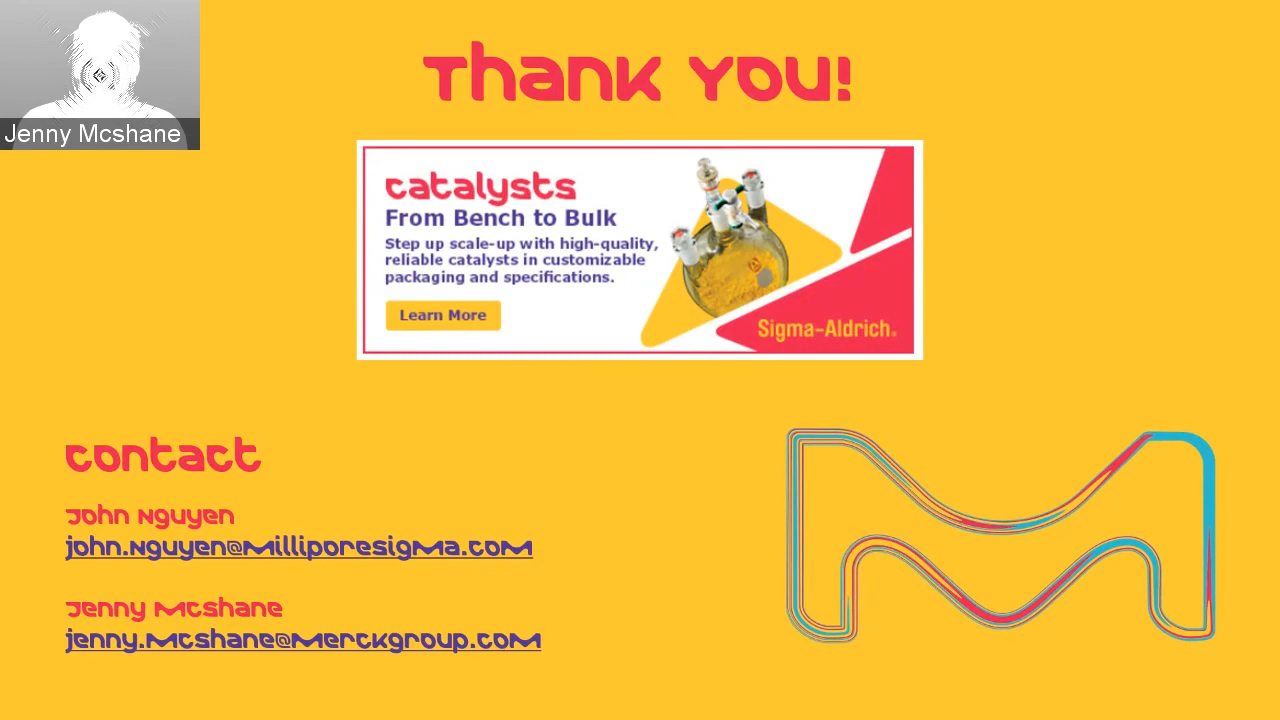 Jenny Mcshane
Thank you!
Catalysts
From Bench to Bulk
Step up scale-up with high-quality,
reliable catalysts in customizable
packaging and specifications.
Learn More
Sigma-Aldrich®
Contact
John Nguyen
john.nguyen@milliporesigma.com
Jenny Mcshane
jenny.mcshane@merckgroup.com